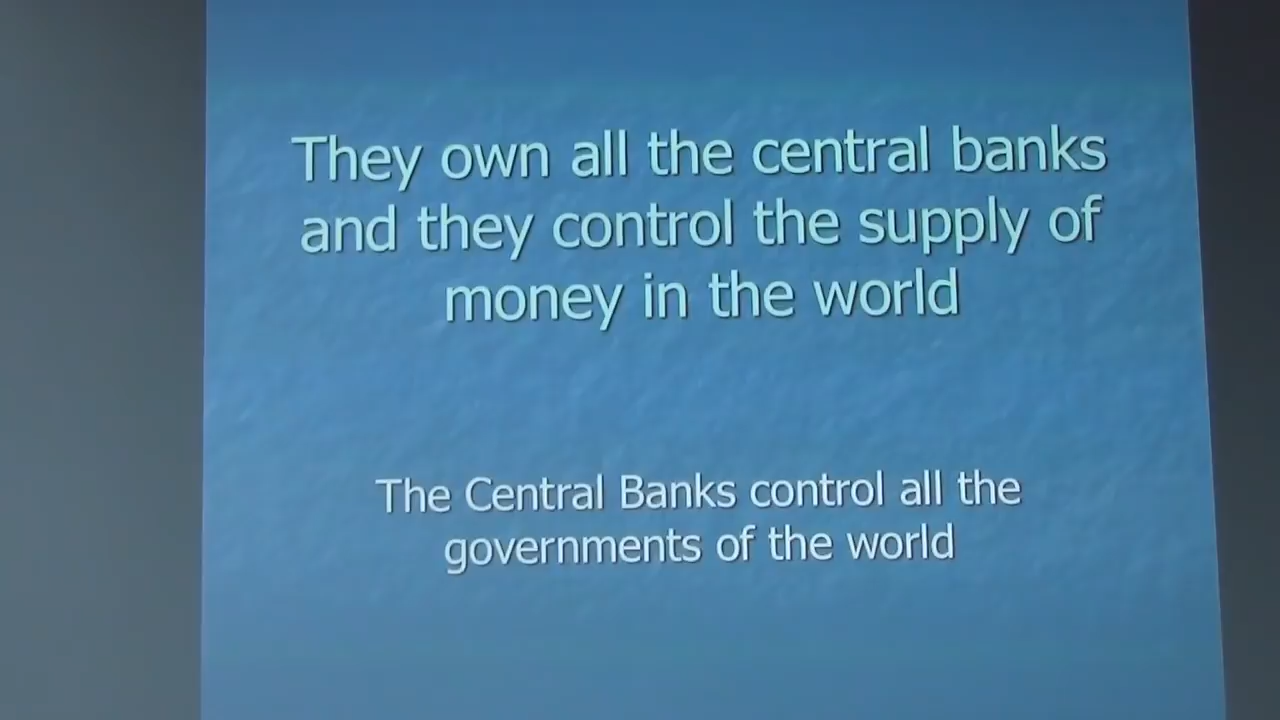 They own all the central banks
and they control the supply of
money in the world
The Central Banks control all the
governments of the world